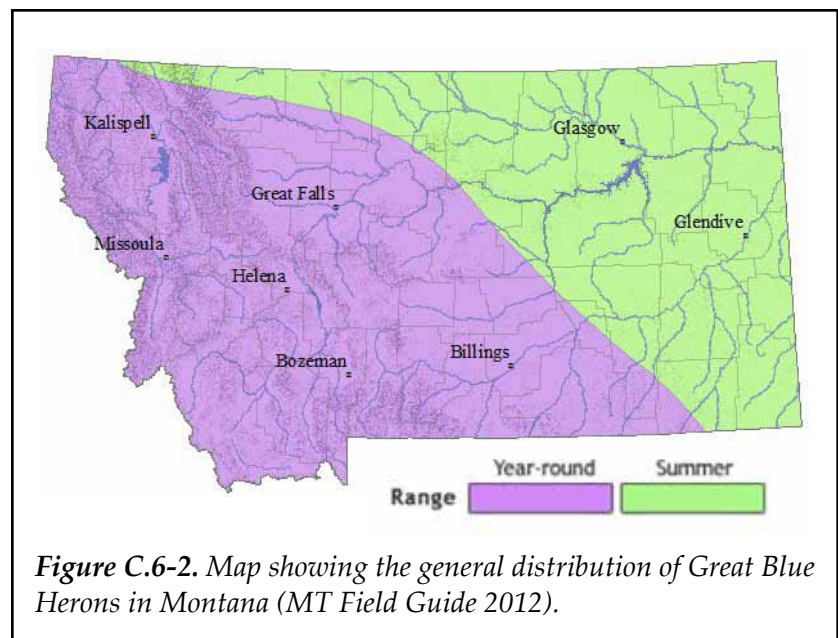 Kalispell
Glasgow
Great Falls
Glendive
Missoula
Helena
Billings
Bozeman
Year-round Summer
Range
Figure C.6-2. Map showing the general distribution of Great Blue
Herons in Montana (MT Field Guide 2012).